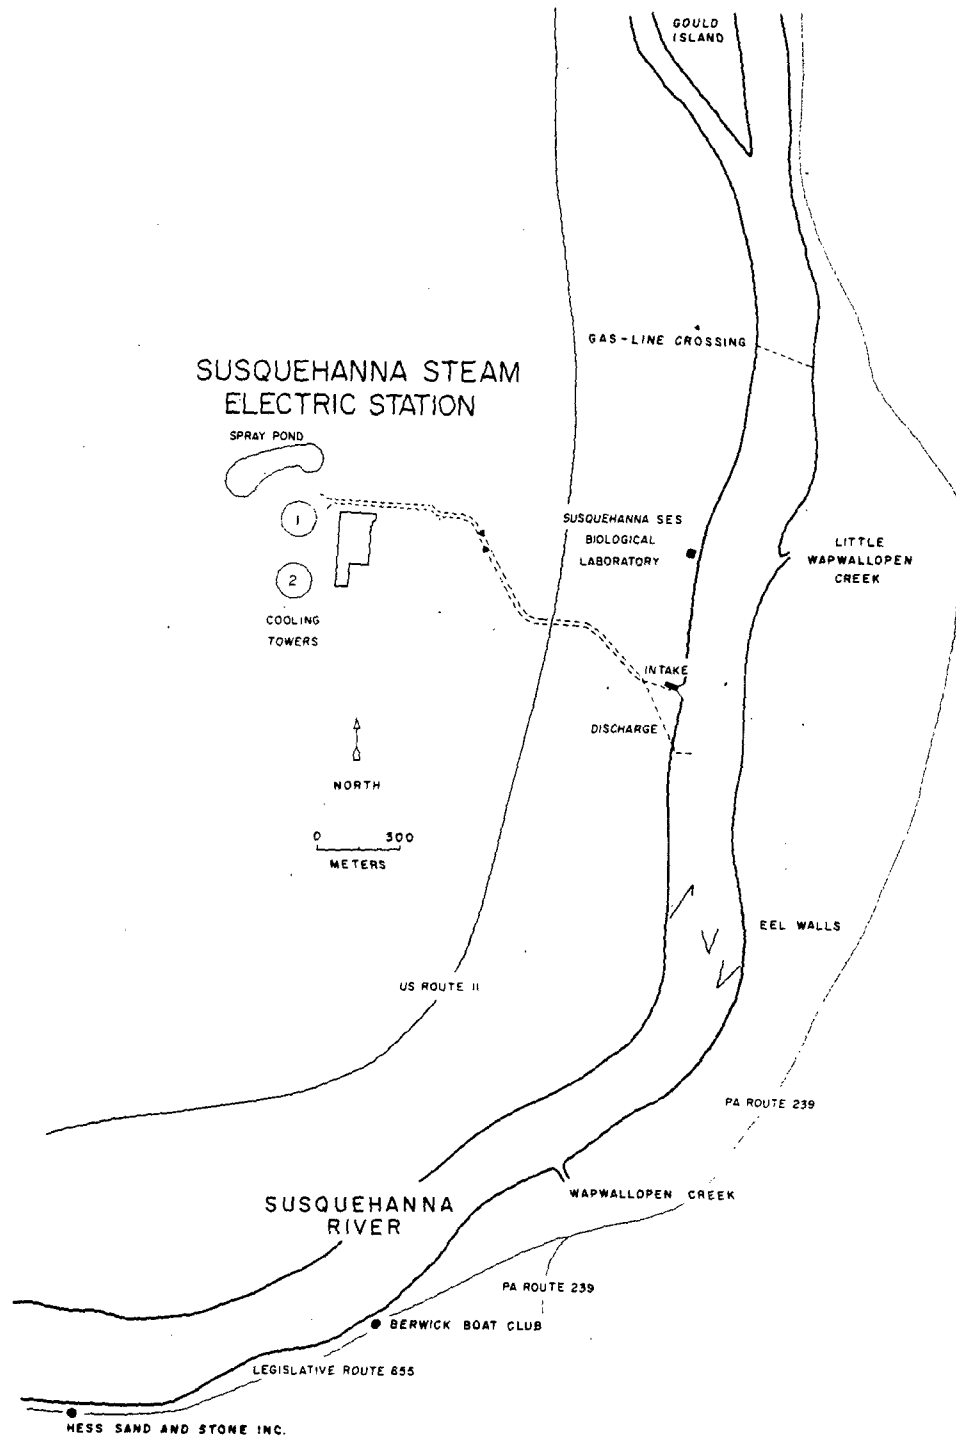 GOULD
ISLAND
GAS-LINE CROSSING
SUSQUEHANNA STEAM
ELECTRIC STATION
SPRAY POND
1
2
COOLING
TOWERS
SUSQUEHANNA SES
BIOLOGICAL
LABORATORY
LITTLE
WAPWALLOPEN
CREEK
INTAKE
DISCHARGE
NORTH
0 300
METERS
EEL WALLS
US ROUTE 11
PA ROUTE 239
WAPWALLOPEN CREEK
SUSQUEHANNA
RIVER
PA ROUTE 239
BERWICK BOAT CLUB
LEGISLATIVE ROUTE 655
HESS SAND AND STONE INC.